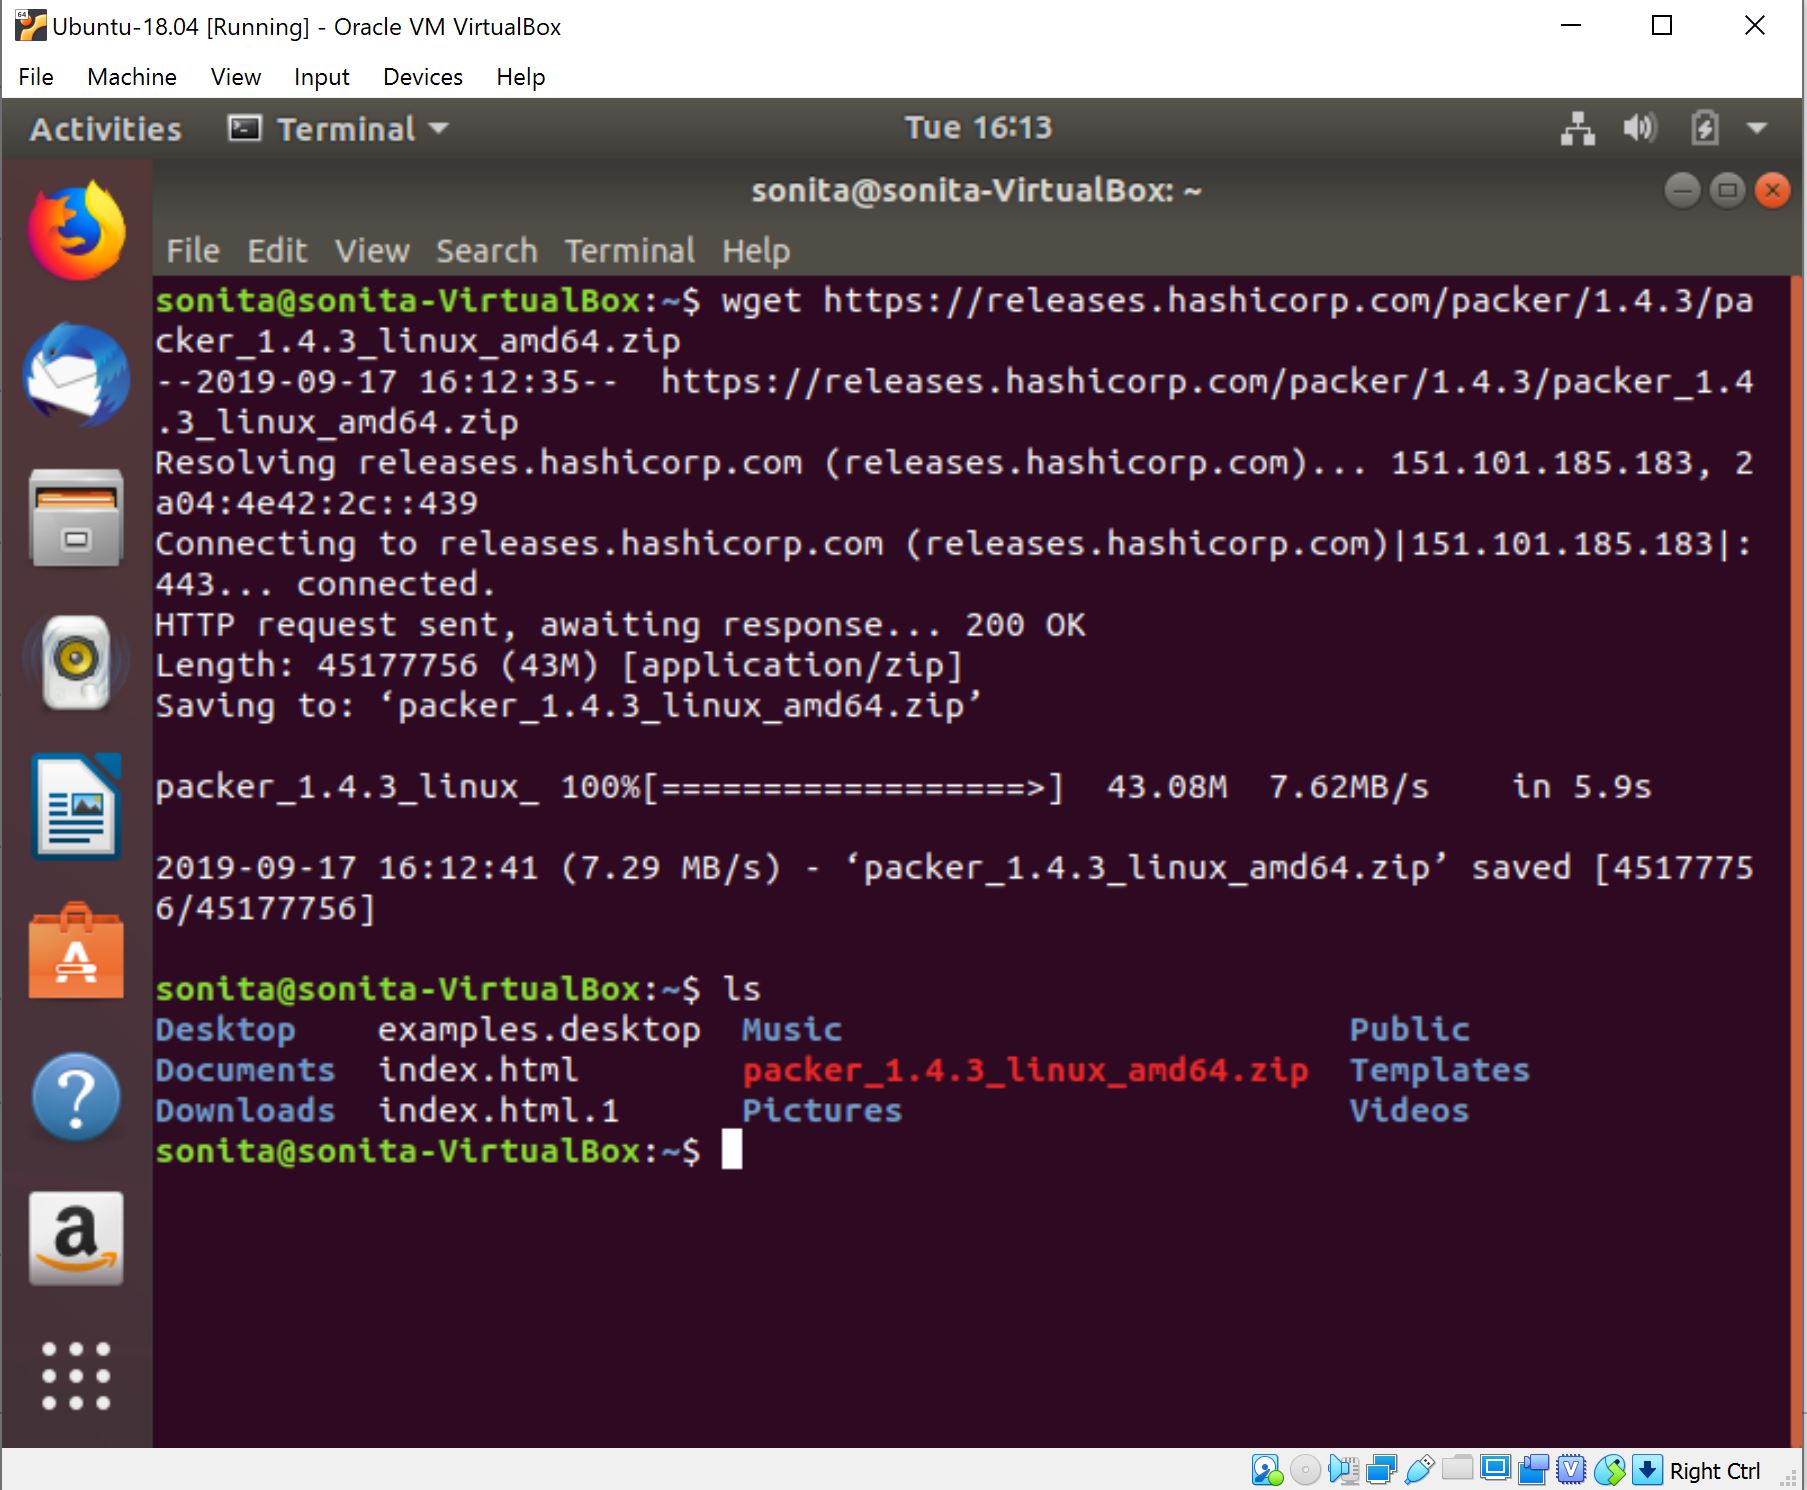 Ubuntu-18.04 [Running] - Oracle VM VirtualBox
File Machine View Input Devices Help
Activities Terminal Tue 16:13
sonita@sonita-VirtualBox: ~
File Edit View Search Terminal Help
sonita@sonita-VirtualBox:~$ wget https://releases.hashicorp.com/packer/1.4.3/pa
cker_1.4.3_linux_amd64.zip
--2019-09-17 16:12:35--  https://releases.hashicorp.com/packer/1.4.3/packer_1.4
.3_linux_amd64.zip
Resolving releases.hashicorp.com (releases.hashicorp.com)... 151.101.185.183, 2
a04:4e42:2c::439
Connecting to releases.hashicorp.com (releases.hashicorp.com)|151.101.185.183|:
443... connected.
HTTP request sent, awaiting response... 200 OK
Length: 45177756 (43M) [application/zip]
Saving to: ‘packer_1.4.3_linux_amd64.zip’
packer_1.4.3_linux_ 100%[==================>]  43.08M  7.62MB/s    in 5.9s
2019-09-17 16:12:41 (7.29 MB/s) - ‘packer_1.4.3_linux_amd64.zip’ saved [4517775
6/45177756]
sonita@sonita-VirtualBox:~$ ls
Desktop examples.desktop Music Public
Documents index.html packer_1.4.3_linux_amd64.zip Templates
Downloads index.html.1 Pictures Videos
sonita@sonita-VirtualBox:~$
Right Ctrl